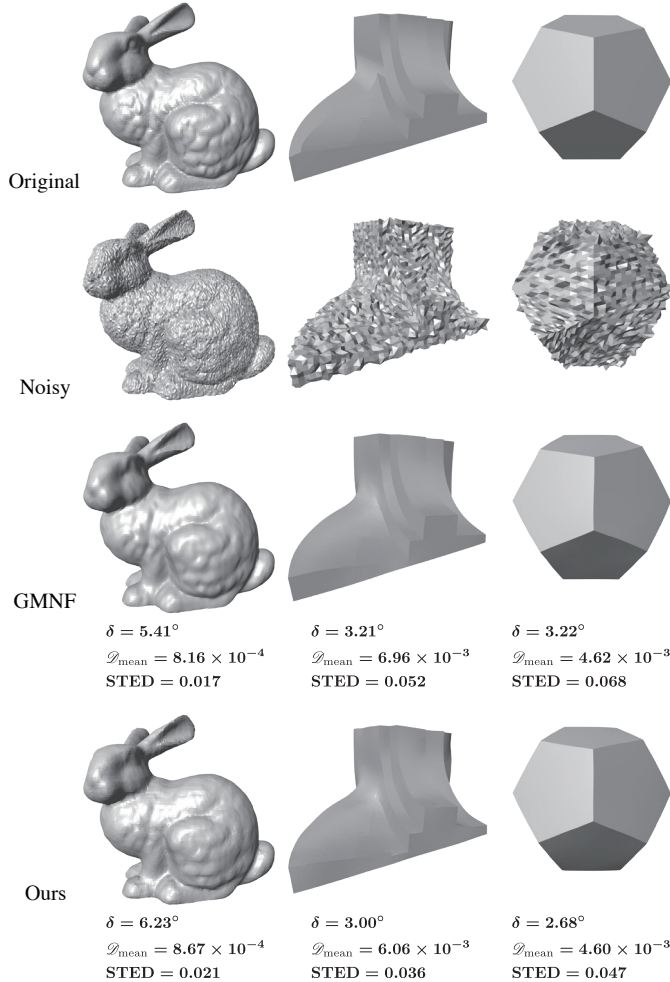 Original
Noisy
GMNF
δ = 5.41° δ = 3.21° δ = 3.22°
𝒟mean = 8.16 × 10⁻⁴ 𝒟mean = 6.96 × 10⁻³ 𝒟mean = 4.62 × 10⁻³
STED = 0.017 STED = 0.052 STED = 0.068
Ours
δ = 6.23° δ = 3.00° δ = 2.68°
𝒟mean = 8.67 × 10⁻⁴ 𝒟mean = 6.06 × 10⁻³ 𝒟mean = 4.60 × 10⁻³
STED = 0.021 STED = 0.036 STED = 0.047